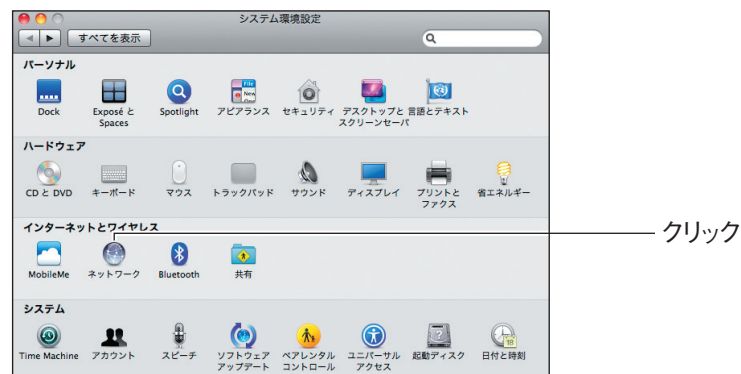 システム環境設定
すべてを表示
パーソナル
Dock
Exposé と
Spaces
Spotlight
アピアランス
セキュリティ
デスクトップと
スクリーンセーバ
言語とテキスト
ハードウェア
CD と DVD
キーボード
マウス
トラックパッド
サウンド
ディスプレイ
プリントと
ファクス
省エネルギー
インターネットとワイヤレス
MobileMe
ネットワーク
Bluetooth
共有
クリック
システム
Time Machine
アカウント
スピーチ
ソフトウェア
アップデート
ペアレンタル
コントロール
ユニバーサル
アクセス
起動ディスク
日付と時刻